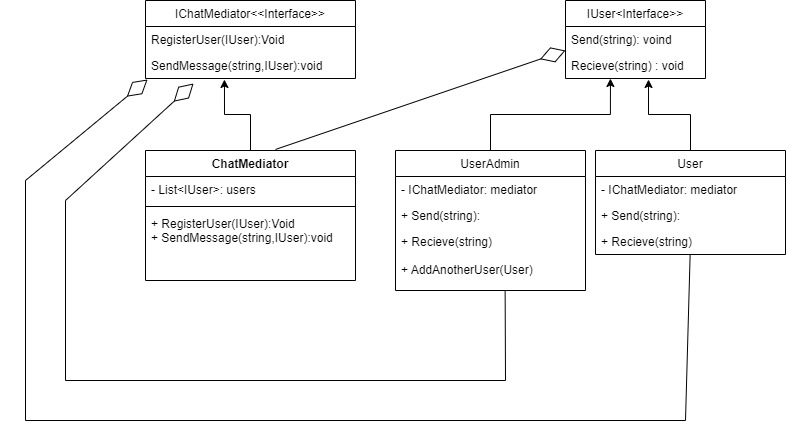 IChatMediator<<Interface>>
RegisterUser(IUser):Void
SendMessage(string,IUser):void
IUser<Interface>>
Send(string): voind
Recieve(string) : void
ChatMediator
- List<IUser>: users
+ RegisterUser(IUser):Void
+ SendMessage(string,IUser):void
UserAdmin
- IChatMediator: mediator
+ Send(string):
+ Recieve(string)
+ AddAnotherUser(User)
User
- IChatMediator: mediator
+ Send(string):
+ Recieve(string)